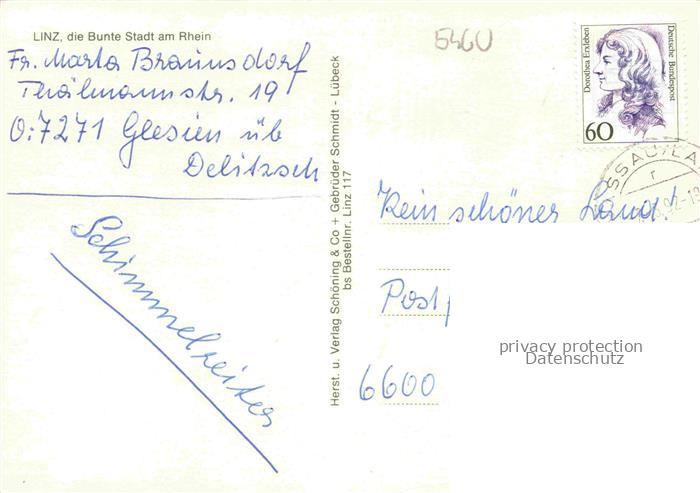 LINZ, die Bunte Stadt am Rhein
Fr. Marta Braunsdorf
Thälmannstr. 19
O:7271 Glesien üb
Delitzsch
Schimmelreiter
Herst. u. Verlag Schöning & Co + Gebrüder Schmidt - Lübeck
bs Bestellnr. Linz 117
5460
Dorothea Erxleben
Deutsche Bundespost
60
Kein schöner Land!
Post
6600
privacy protection
Datenschutz